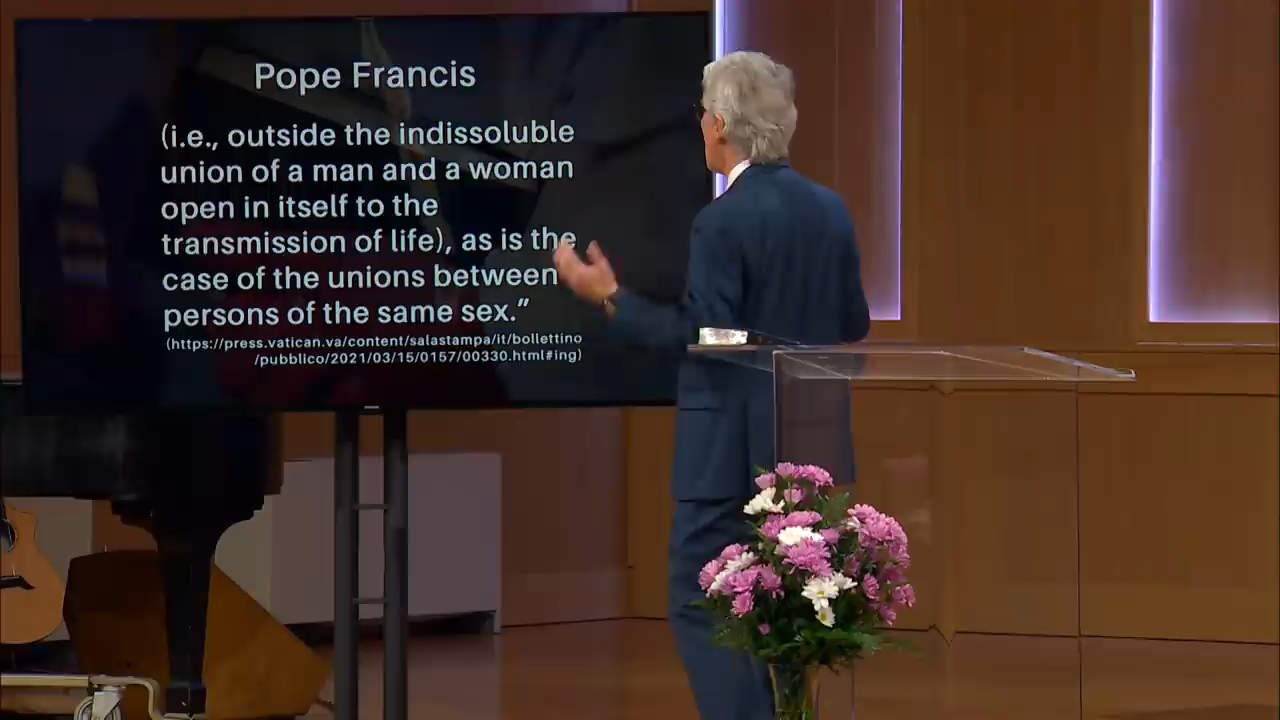 Pope Francis
(i.e., outside the indissoluble
union of a man and a woman
open in itself to the
transmission of life), as is the
case of the unions between
persons of the same sex.”
(https://press.vatican.va/content/salastampa/it/bollettino
/pubblico/2021/03/15/0157/00330.html#ing)